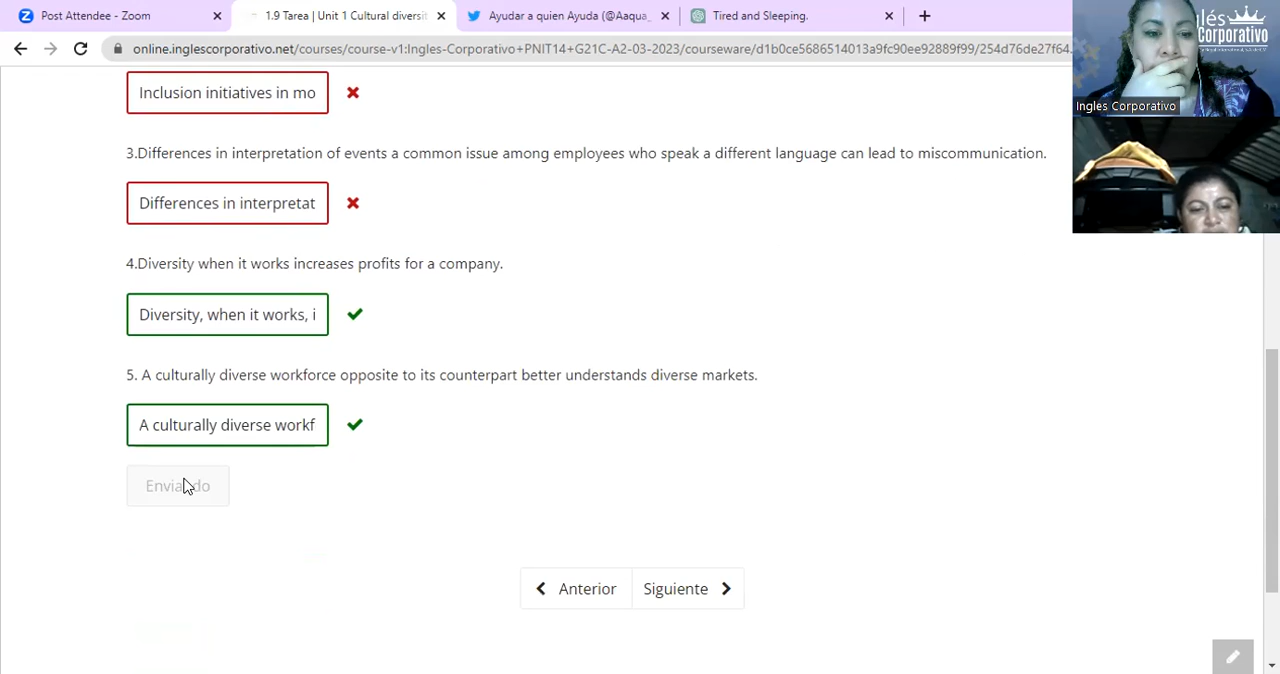 Post Attendee - Zoom
1.9 Tarea | Unit 1 Cultural diversit
Ayudar a quien Ayuda (@Aaqua_
Tired and Sleeping.
online.inglescorporativo.net/courses/course-v1:Ingles-Corporativo+PNIT14+G21C-A2-03-2023/courseware/d1b0ce5686514013a9fc90ee92889f99/254d76de27f64.
glés
Corporativo
Ingles Corporativo
Inclusion initiatives in mo
3.Differences in interpretation of events a common issue among employees who speak a different language can lead to miscommunication.
Differences in interpretat
4.Diversity when it works increases profits for a company.
Diversity, when it works, i
5. A culturally diverse workforce opposite to its counterpart better understands diverse markets.
A culturally diverse workf
Enviando
Anterior
Siguiente